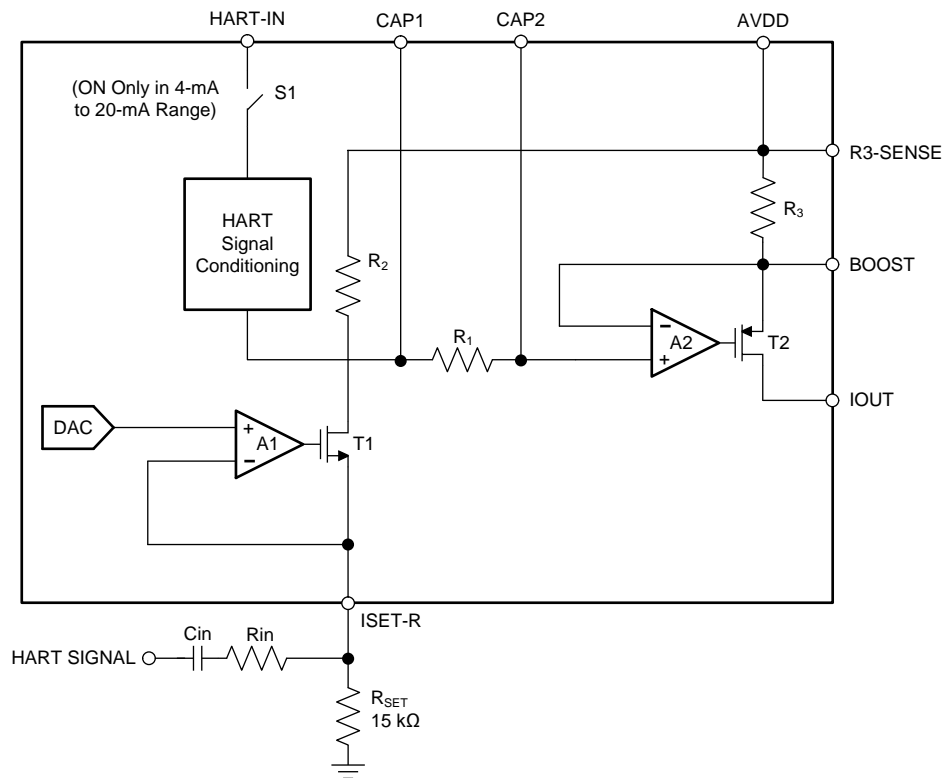 HART-IN
CAP1
CAP2
AVDD
(ON Only in 4-mA
to 20-mA Range)
S1
R3-SENSE
HART
Signal
Conditioning
R2
R3
BOOST
R1
A2
T2
IOUT
DAC
A1
T1
ISET-R
HART SIGNAL
Cin
Rin
RSET
15 kΩ
+
−
−
+